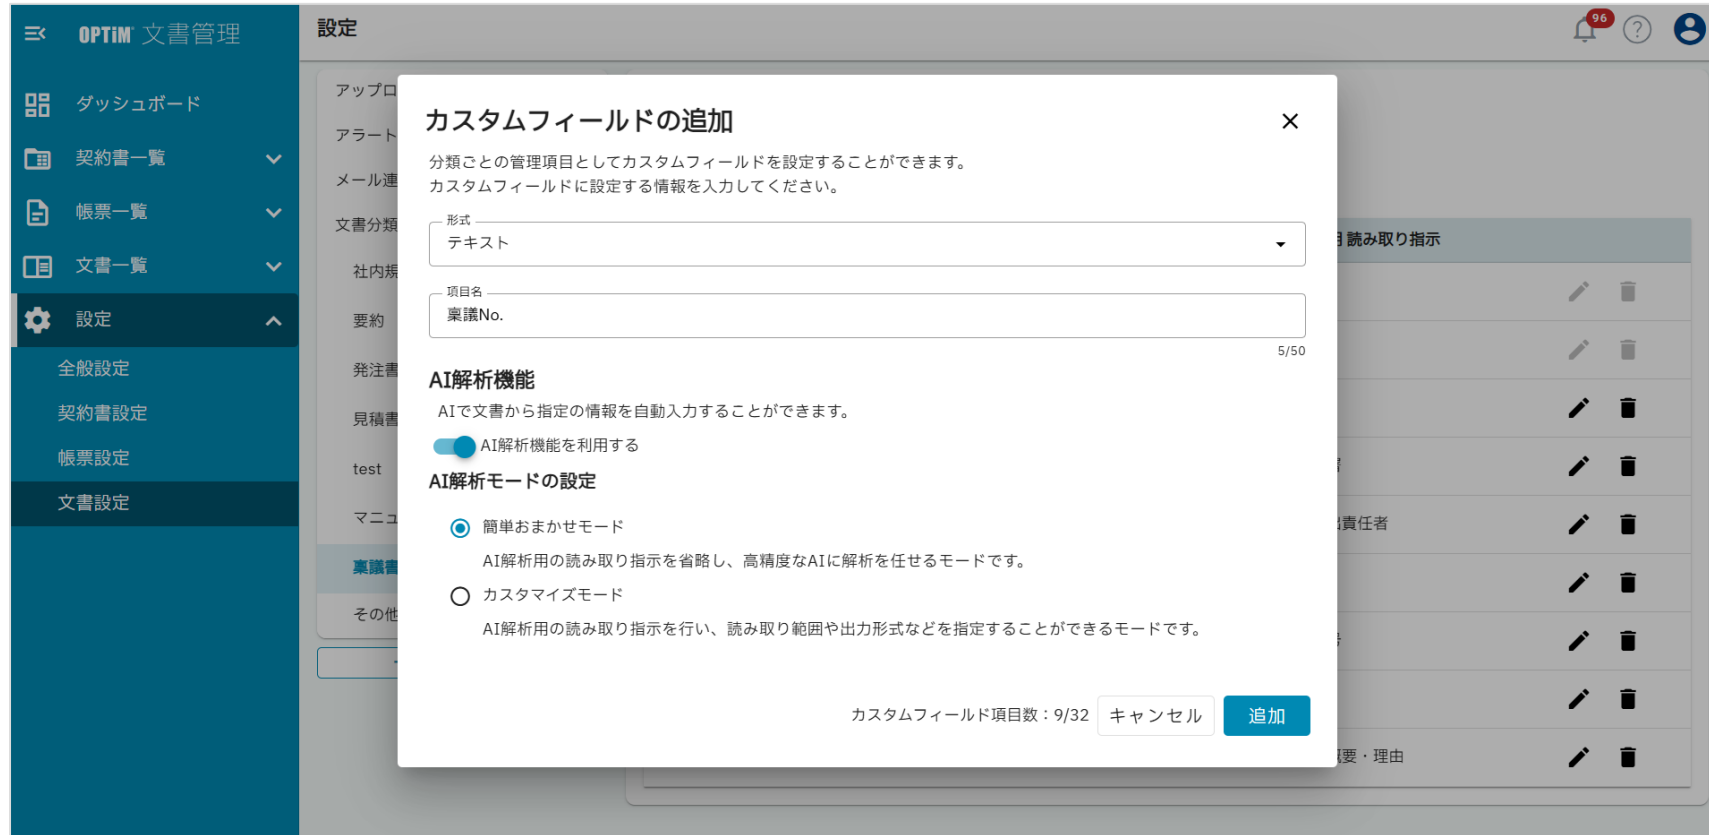 OPTiM 文書管理
ダッシュボード
契約書一覧
帳票一覧
文書一覧
設定
全般設定
契約書設定
帳票設定
文書設定
設定
96
アップロ
アラート
メール連
文書分類
社内規
要約
発注書
見積書
test
マニュ
稟議書
その他
カスタムフィールドの追加
分類ごとの管理項目としてカスタムフィールドを設定することができます。
カスタムフィールドに設定する情報を入力してください。
形式
テキスト
項目名
稟議No.
5/50
AI解析機能
AIで文書から指定の情報を自動入力することができます。
AI解析機能を利用する
AI解析モードの設定
簡単おまかせモード
AI解析用の読み取り指示を省略し、高精度なAIに解析を任せるモードです。
カスタマイズモード
AI解析用の読み取り指示を行い、読み取り範囲や出力形式などを指定することができるモードです。
カスタムフィールド項目数：9/32
キャンセル
追加
読み取り指示
責任者
要・理由